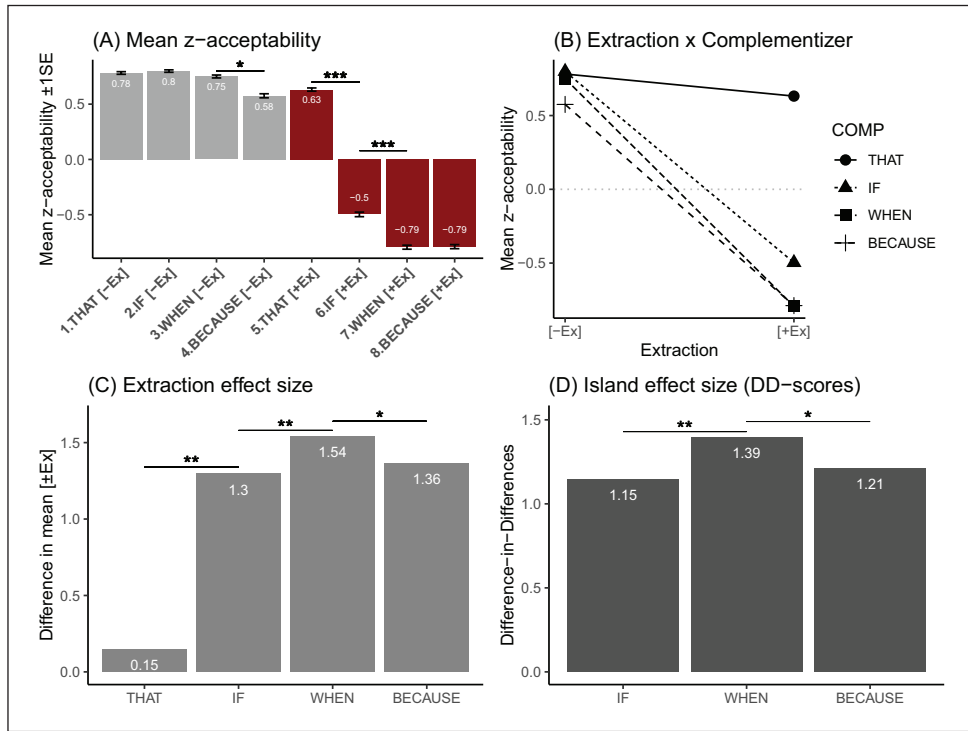 (A) Mean z−acceptability
Mean z−acceptability ±1SE
0.5
0.0
−0.5
0.78
0.8
0.75
0.58
0.63
−0.5
−0.79
−0.79
*
***
***
1.THAT [−Ex]
2.IF [−Ex]
3.WHEN [−Ex]
4.BECAUSE [−Ex]
5.THAT [+Ex]
6.IF [+Ex]
7.WHEN [+Ex]
8.BECAUSE [+Ex]
(B) Extraction x Complementizer
Mean z−acceptability
0.5
0.0
−0.5
[−Ex]
[+Ex]
Extraction
COMP
THAT
IF
WHEN
BECAUSE
(C) Extraction effect size
Difference in mean [±Ex]
1.5
1.0
0.5
0.0
**
**
*
0.15
1.3
1.54
1.36
THAT
IF
WHEN
BECAUSE
(D) Island effect size (DD−scores)
Difference−in−Differences
1.5
1.0
0.5
0.0
**
*
1.15
1.39
1.21
IF
WHEN
BECAUSE